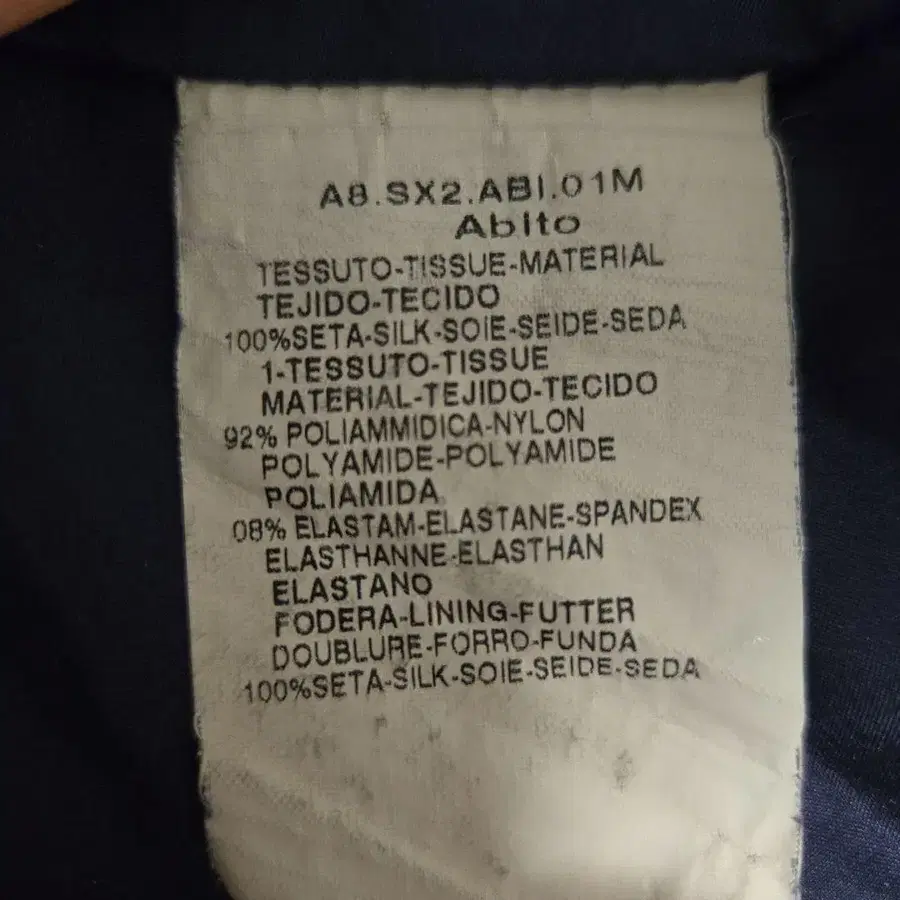 A8.SX2.ABI.01M
Abito
TESSUTO-TISSUE-MATERIAL
TEJIDO-TECIDO
100%SETA-SILK-SOIE-SEIDE-SEDA
1-TESSUTO-TISSUE
MATERIAL-TEJIDO-TECIDO
92% POLIAMMIDICA-NYLON
POLYAMIDE-POLYAMIDE
POLIAMIDA
08% ELASTAM-ELASTANE-SPANDEX
ELASTHANNE-ELASTHAN
ELASTANO
FODERA-LINING-FUTTER
DOUBLURE-FORRO-FUNDA
100%SETA-SILK-SOIE-SEIDE-SEDA